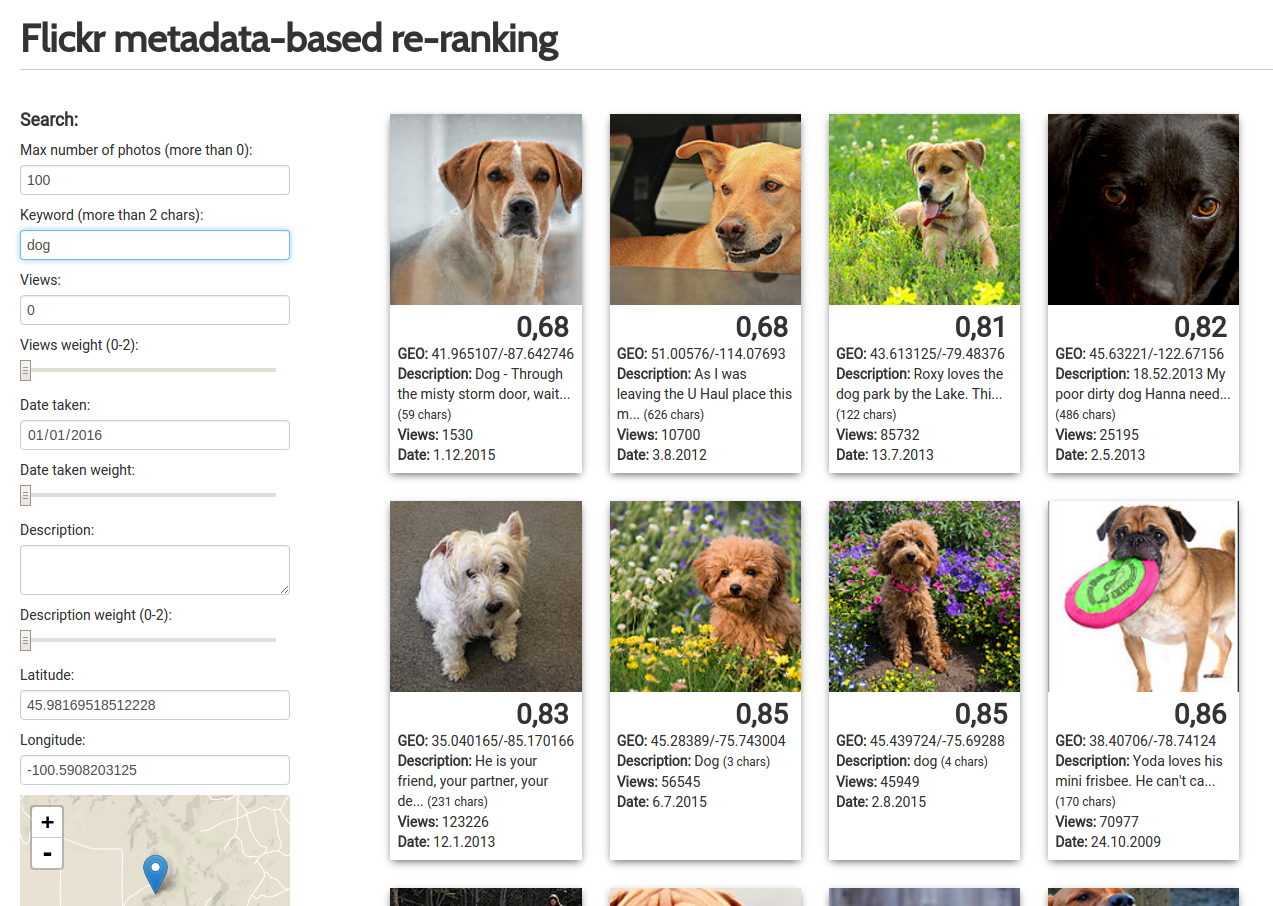 Flickr metadata-based re-ranking
Search:
Max number of photos (more than 0):
100
Keyword (more than 2 chars):
dog
Views:
0
Views weight (0-2):
Date taken:
01/01/2016
Date taken weight:
Description:
Description weight (0-2):
Latitude:
45.98169518512228
Longitude:
-100.5908203125
+
-
0,68
GEO: 41.965107/-87.642746
Description: Dog - Through
the misty storm door, wait...
(59 chars)
Views: 1530
Date: 1.12.2015
0,68
GEO: 51.00576/-114.07693
Description: As I was
leaving the U Haul place this
m... (626 chars)
Views: 10700
Date: 3.8.2012
0,81
GEO: 43.613125/-79.48376
Description: Roxy loves the
dog park by the Lake. Thi...
(122 chars)
Views: 85732
Date: 13.7.2013
0,82
GEO: 45.63221/-122.67156
Description: 18.52.2013 My
poor dirty dog Hanna need...
(486 chars)
Views: 25195
Date: 2.5.2013
0,83
GEO: 35.040165/-85.170166
Description: He is your
friend, your partner, your
de... (231 chars)
Views: 123226
Date: 12.1.2013
0,85
GEO: 45.28389/-75.743004
Description: Dog (3 chars)
Views: 56545
Date: 6.7.2015
0,85
GEO: 45.439724/-75.69288
Description: dog (4 chars)
Views: 45949
Date: 2.8.2015
0,86
GEO: 38.40706/-78.74124
Description: Yoda loves his
mini frisbee. He can't ca...
(170 chars)
Views: 70977
Date: 24.10.2009